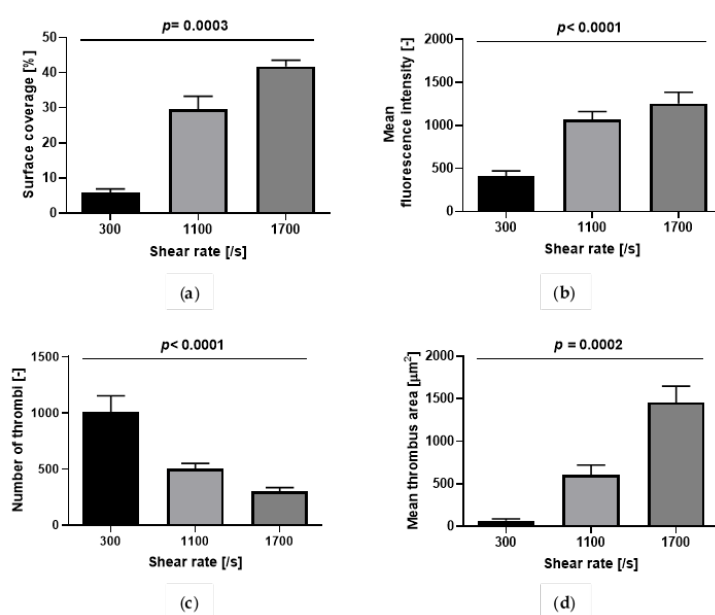 p= 0.0003
Surface coverage [%]
50
40
30
20
10
0
300 1100 1700
Shear rate [/s]
(a)
p< 0.0001
Mean
fluorescence intensity [-]
2000
1500
1000
500
0
300 1100 1700
Shear rate [/s]
(b)
p< 0.0001
Number of thrombi [-]
1500
1000
500
0
300 1100 1700
Shear rate [/s]
(c)
p = 0.0002
Mean thrombus area [µm²]
2000
1500
1000
500
0
300 1100 1700
Shear rate [/s]
(d)